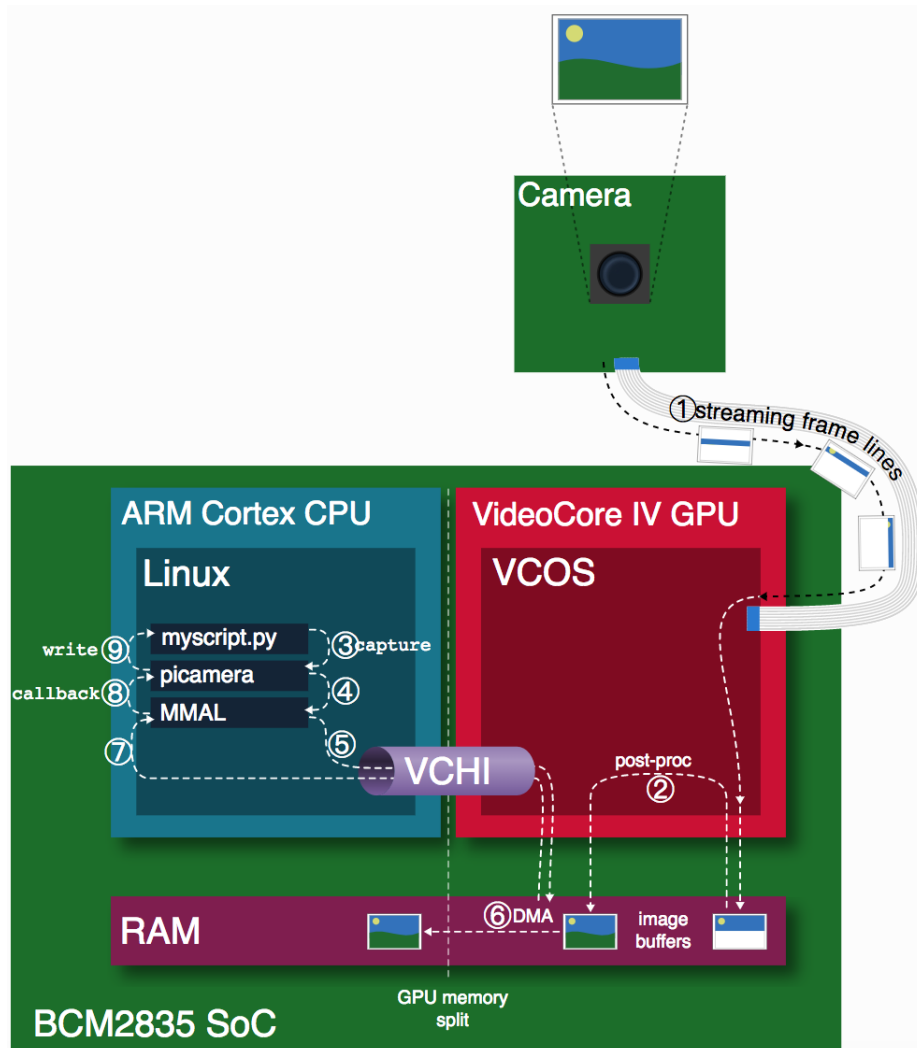 Camera
①streaming frame lines
ARM Cortex CPU
VideoCore IV GPU
Linux
VCOS
myscript.py
picamera
MMAL
③capture
④
⑤
write⑨
callback⑧
⑦
VCHI
post-proc
②
RAM
⑥DMA
image
buffers
GPU memory
split
BCM2835 SoC